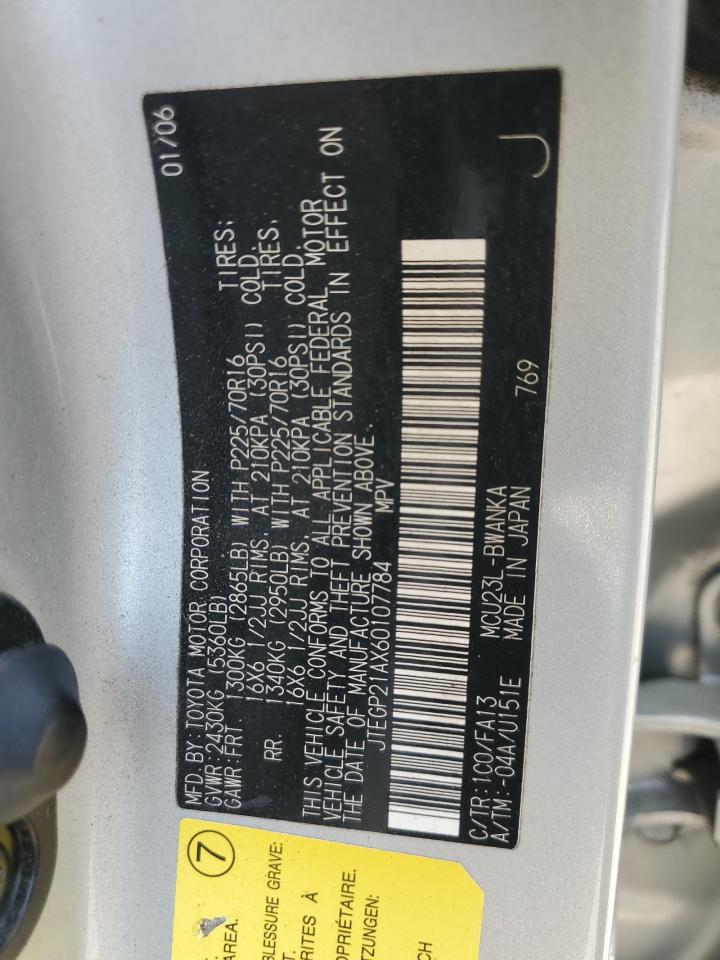 MFD. BY: TOYOTA MOTOR CORPORATION 01/06
GVWR: 2430KG (5360LB)
GAWR: FRT 1300KG (2865LB) WITH P225/70R16 TIRES;
16X6 1/2JJ RIMS, AT 210KPA (30PSI) COLD.
RR. 1340KG (2950LB) WITH P225/70R16 TIRES.
16X6 1/2JJ RIMS, AT 210KPA (30PSI) COLD.
THIS VEHICLE CONFORMS TO ALL APPLICABLE FEDERAL MOTOR
VEHICLE SAFETY AND THEFT PREVENTION STANDARDS IN EFFECT ON
THE DATE OF MANUFACTURE SHOWN ABOVE.
JTEGP21AX60107784 MPV
C/TR: 1C0/FA13 MCU23L-BWANKA 769
A/TM: -04A/U151E MADE IN JAPAN J
7
AREA.
BLESSURE GRAVE:
RITES À
OPRIÉTAIRE.
TZUNGEN:
CH